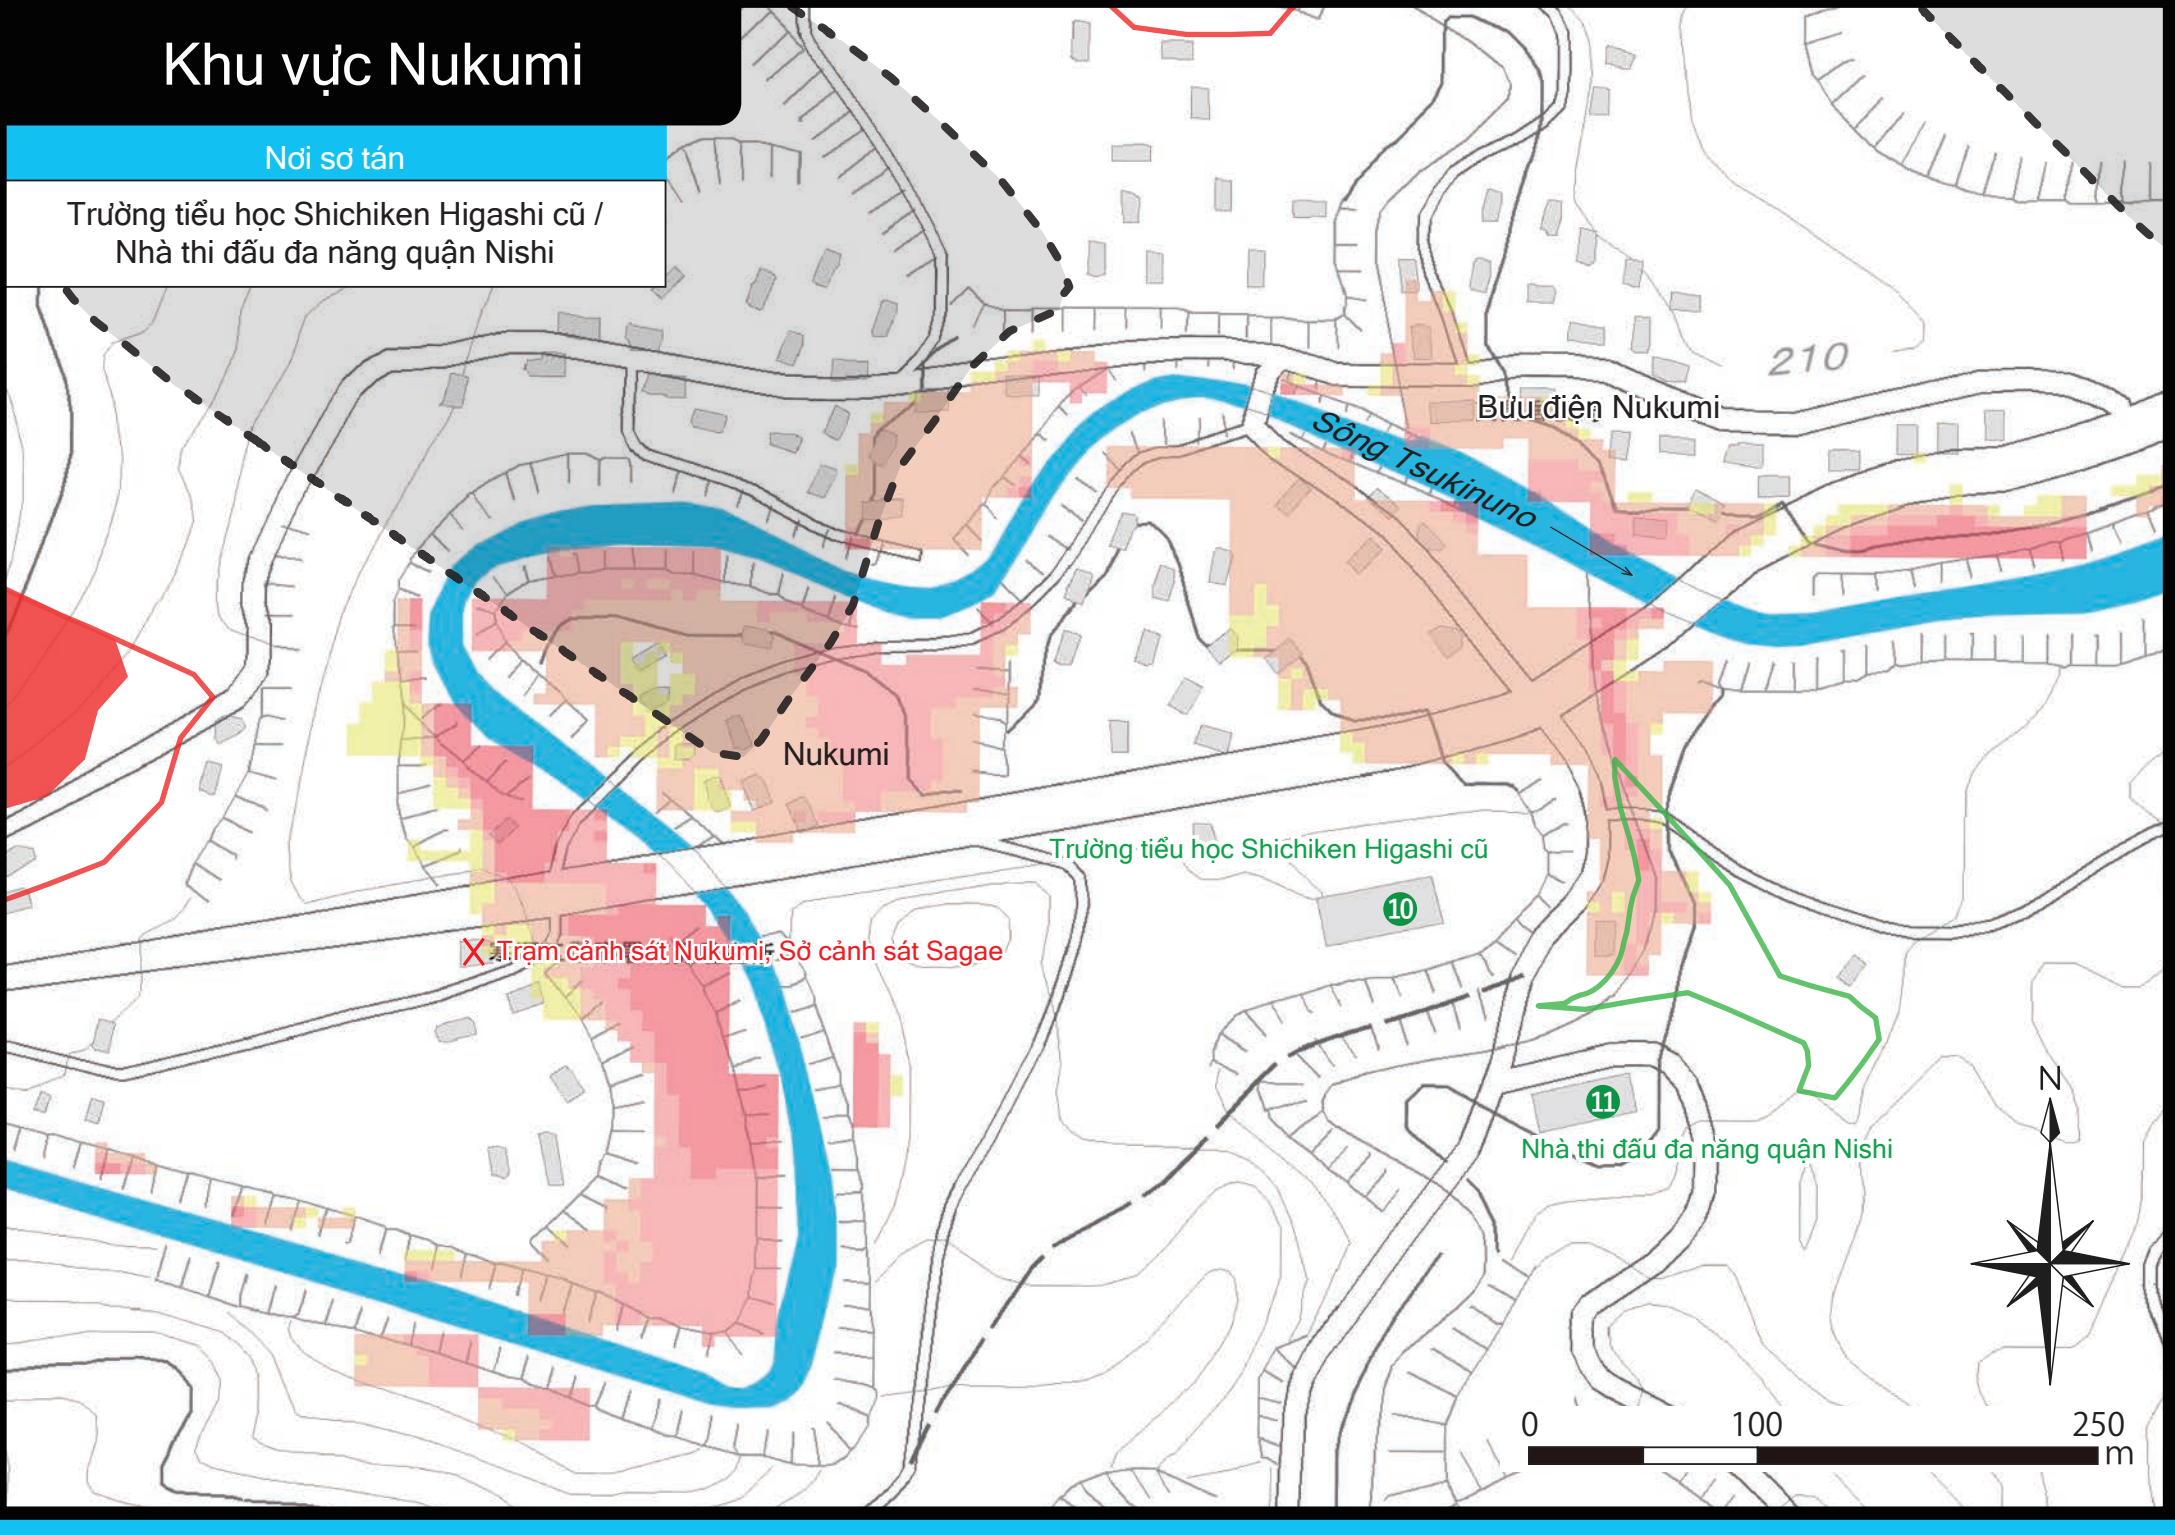 Khu vực Nukumi
Nơi sơ tán
Trường tiểu học Shichiken Higashi cũ /
Nhà thi đấu đa năng quận Nishi
210
Bưu điện Nukumi
Sông Tsukinuno
Nukumi
Trường tiểu học Shichiken Higashi cũ
10
Trạm cảnh sát Nukumi, Sở cảnh sát Sagae
11
Nhà thi đấu đa năng quận Nishi
N
0 100 250
m